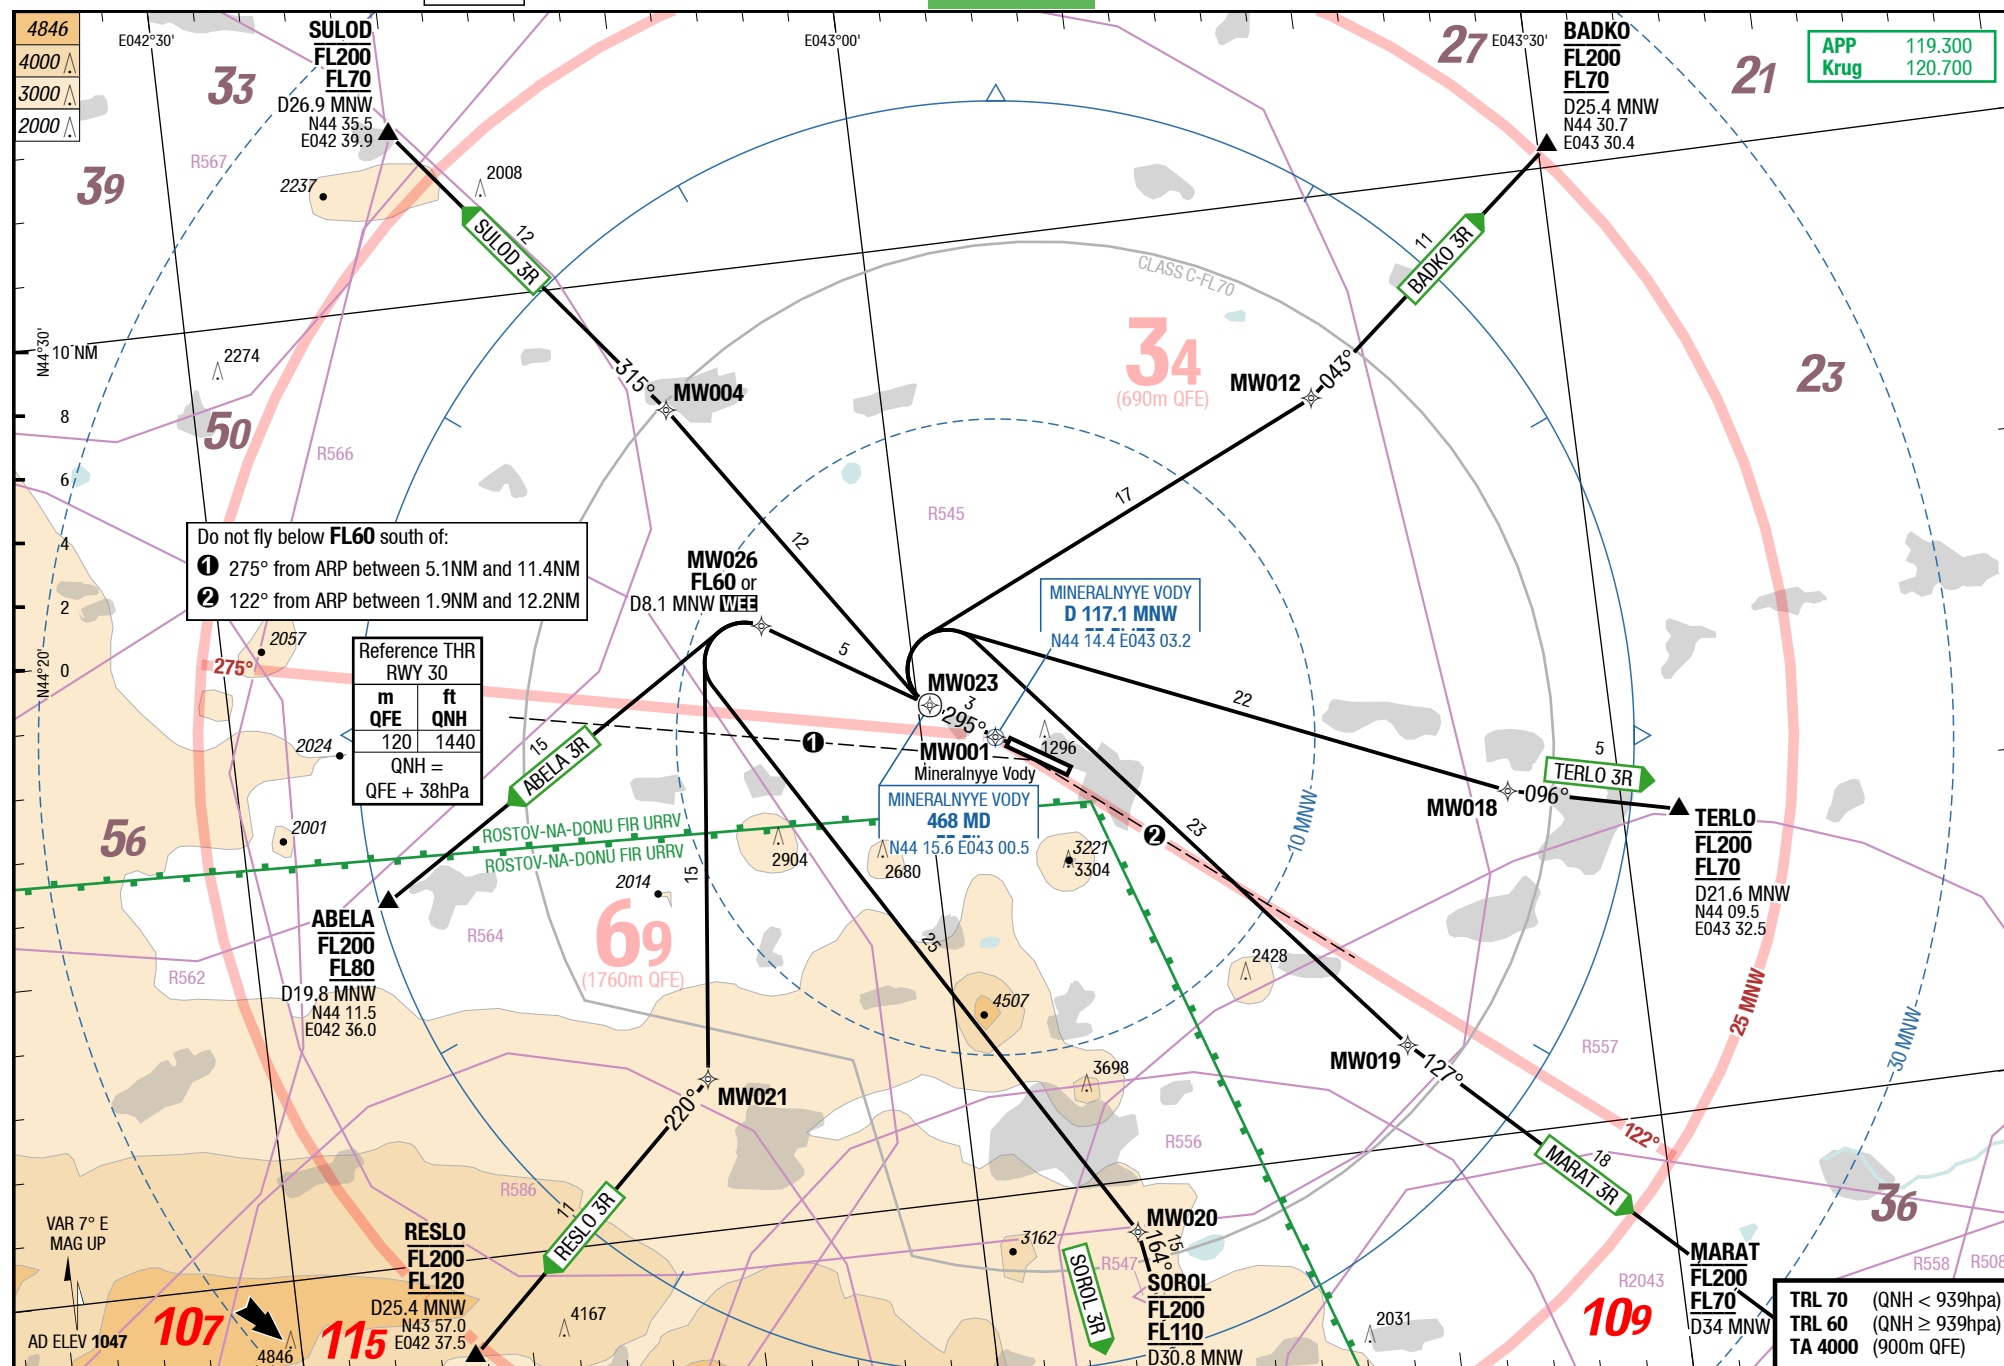 4846
4000
3000
2000
E042°30'
E043°00'
E043°30'
SULOD
FL200
FL70
D26.9 MNW
N44 35.5
E042 39.9
BADKO
FL200
FL70
D25.4 MNW
N44 30.7
E043 30.4
APP 119.300
Krug 120.700
33
27
21
39
R567
2237
2008
12
SULOD 3R
11
BADKO 3R
CLASS C-FL70
N44°30'
10 NM
8
6
4
2
0
2274
315°
MW004
34
(690m QFE)
MW012
043°
23
50
R566
R545
17
12
Do not fly below FL60 south of:
1 275° from ARP between 5.1NM and 11.4NM
2 122° from ARP between 1.9NM and 12.2NM
MW026
FL60 or
D8.1 MNW WEE
5
MINERALNYYE VODY
D 117.1 MNW
N44 14.4 E043 03.2
N44°20'
2057
275°
Reference THR
RWY 30
m ft
QFE QNH
120 1440
QNH =
QFE + 38hPa
MW023
3
295°
22
MW001
Mineralnyye Vody
1296
1
2024
15
ABELA 3R
5
TERLO 3R
MW018
096°
TERLO
FL200
FL70
D21.6 MNW
N44 09.5
E043 32.5
MINERALNYYE VODY
468 MD
N44 15.6 E043 00.5
ROSTOV-NA-DONU FIR URRV
ROSTOV-NA-DONU FIR URRV
10 MNW
23
2
56
2001
2904
2680
3221
3304
2014
15
ABELA
FL200
FL80
D19.8 MNW
N44 11.5
E042 36.0
R564
R562
69
(1760m QFE)
25
2428
4507
25 MNW
30 MNW
R557
MW019
127°
3698
MW021
220°
R556
122°
18
MARAT 3R
36
R586
11
RESLO 3R
VAR 7° E
MAG UP
RESLO
FL200
FL120
D25.4 MNW
N43 57.0
E042 37.5
MW020
15
164°
3162
SOROL 3R
R547
SOROL
FL200
FL110
D30.8 MNW
MARAT
FL200
FL70
D34 MNW
R558
R508
R2043
AD ELEV 1047
107
4846
115
4167
2031
109
TRL 70 (QNH < 939hpa)
TRL 60 (QNH ≥ 939hpa)
TA 4000 (900m QFE)